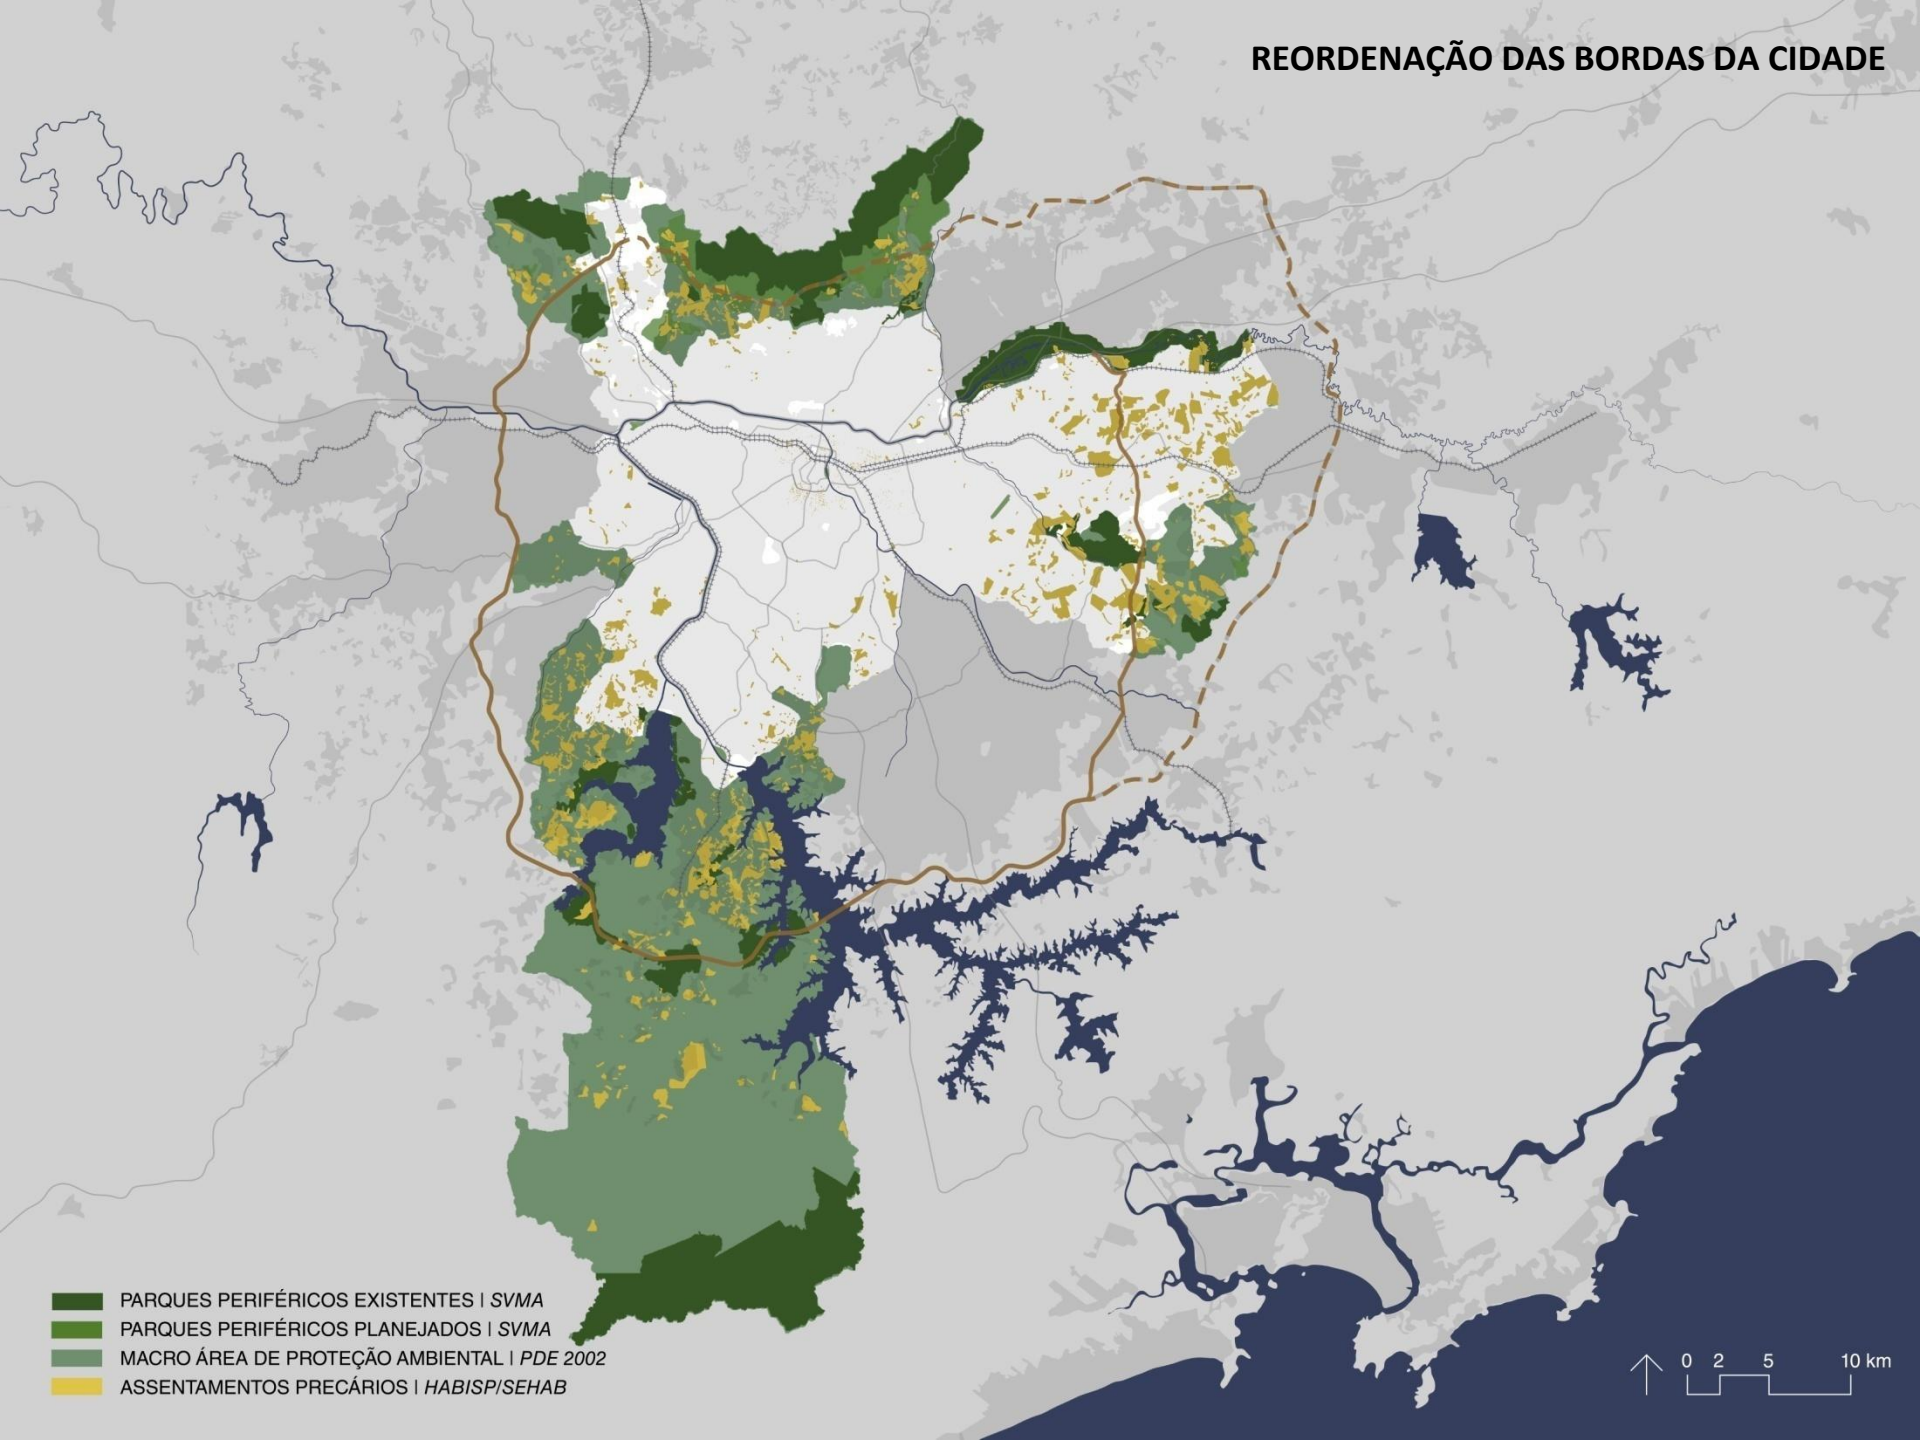 REORDENAÇÃO DAS BORDAS DA CIDADE
PARQUES PERIFÉRICOS EXISTENTES | SVMA
PARQUES PERIFÉRICOS PLANEJADOS | SVMA
MACRO ÁREA DE PROTEÇÃO AMBIENTAL | PDE 2002
ASSENTAMENTOS PRECÁRIOS | HABISP/SEHAB
0 2 5 10 km